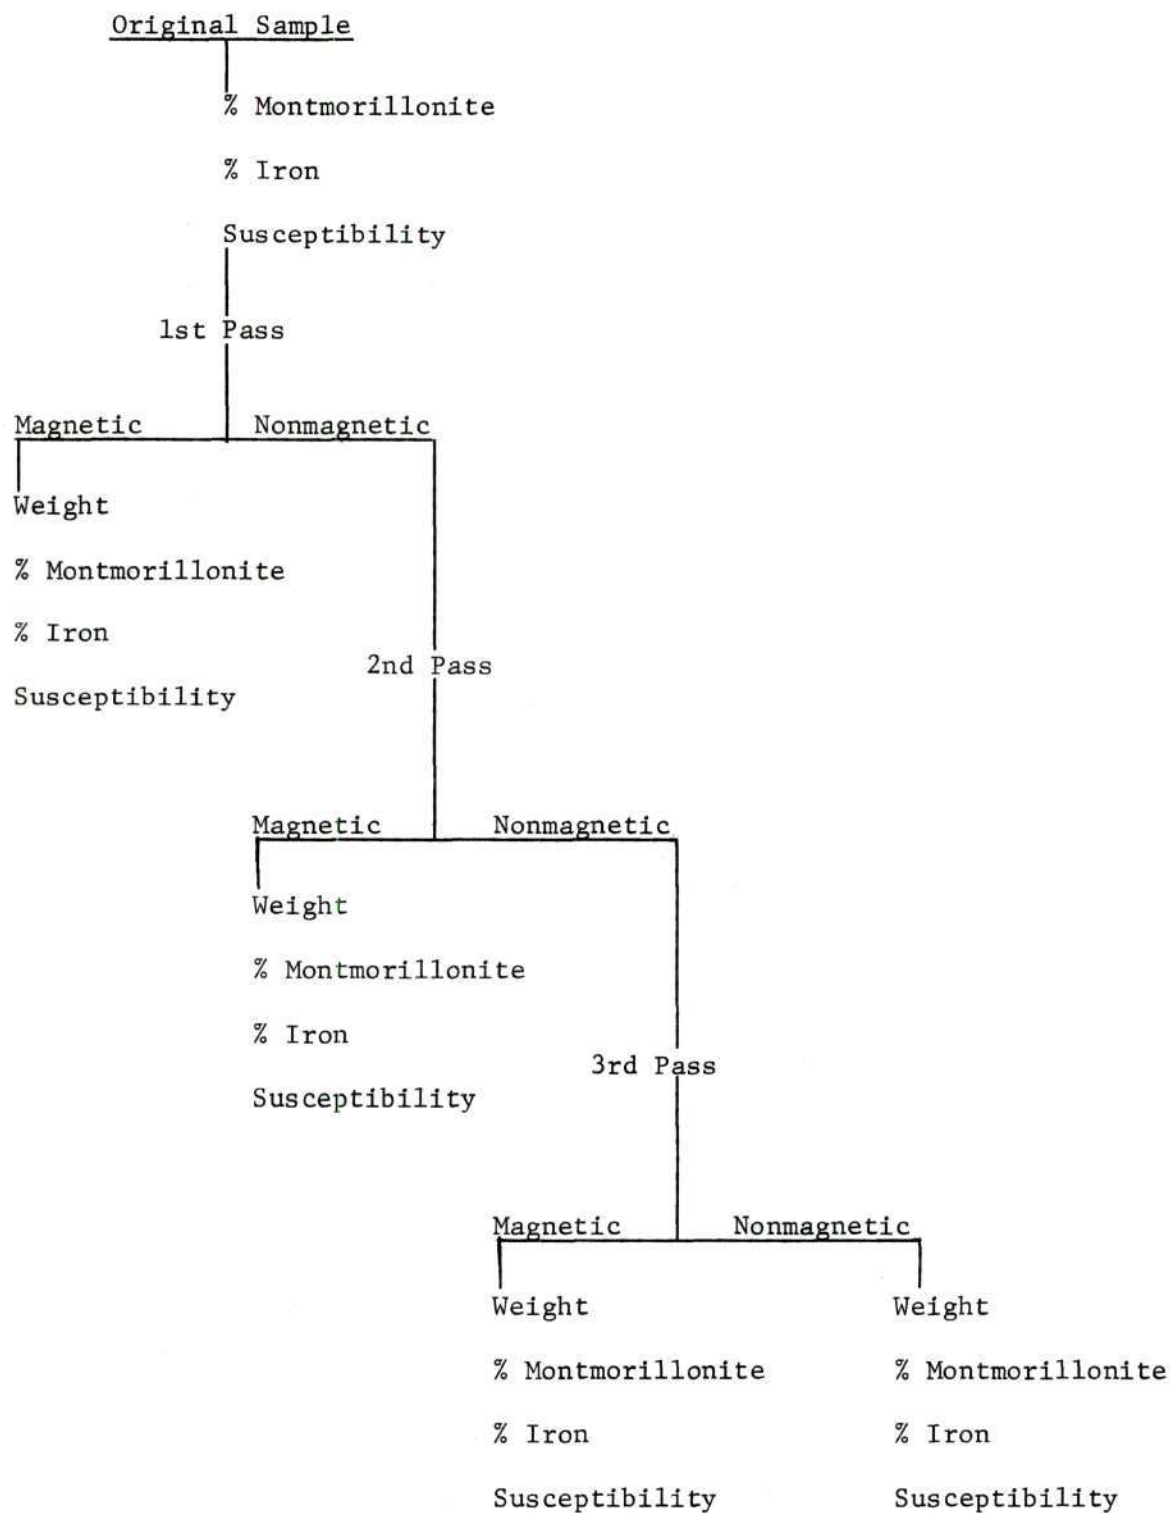 Original Sample
% Montmorillonite
% Iron
Susceptibility
1st Pass
Magnetic Nonmagnetic
Weight
% Montmorillonite
% Iron
Susceptibility
2nd Pass
Magnetic Nonmagnetic
Weight
% Montmorillonite
% Iron
Susceptibility
3rd Pass
Magnetic Nonmagnetic
Weight Weight
% Montmorillonite % Montmorillonite
% Iron % Iron
Susceptibility Susceptibility